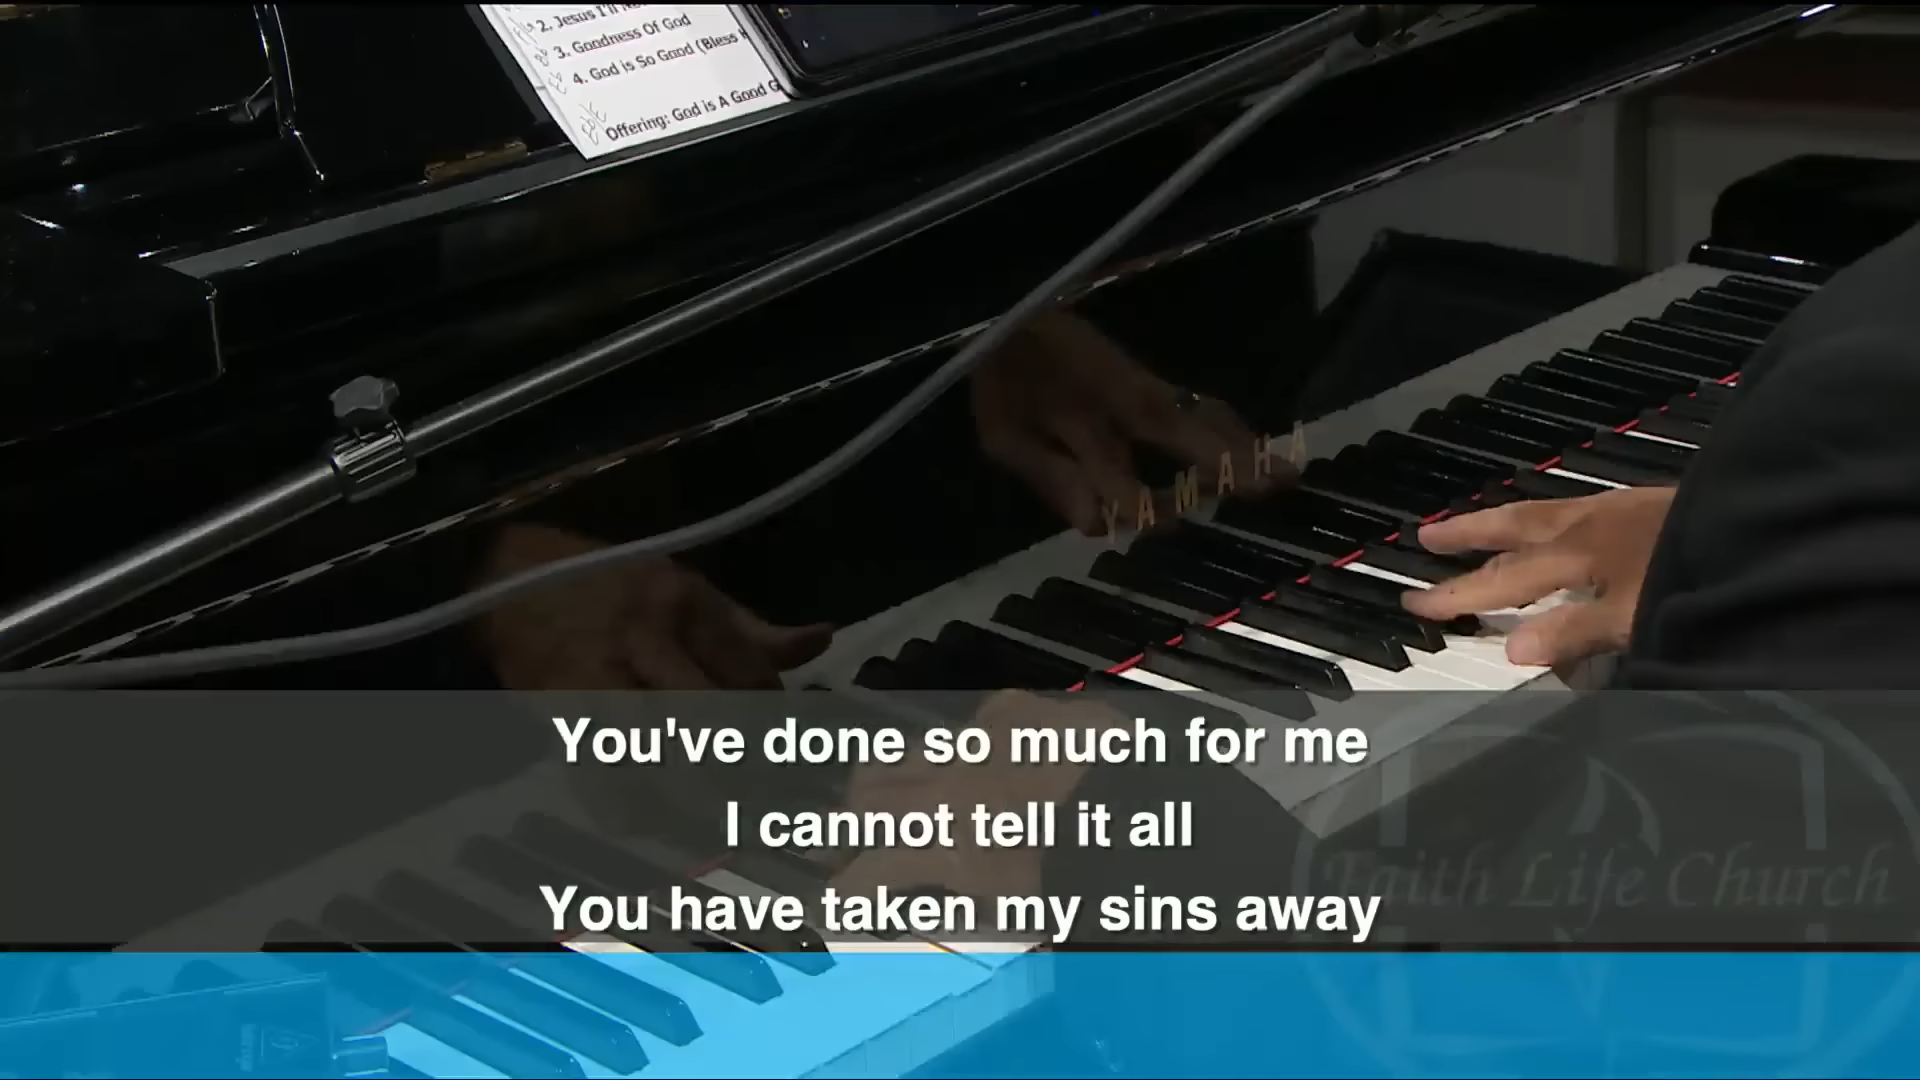 2. Jesus I'll
3. Goodness Of God
4. God is So Good (Bless
Offering: God is A Good
YAMAHA
You've done so much for me
I cannot tell it all
You have taken my sins away
Faith Life Church